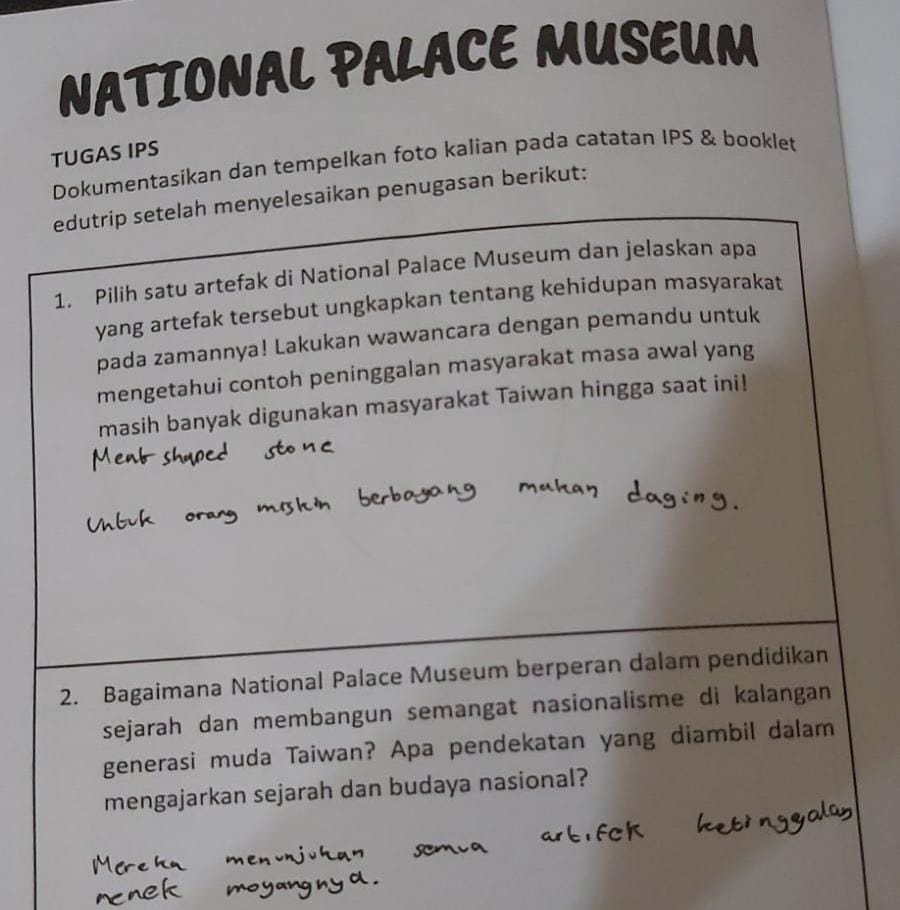 NATIONAL PALACE MUSEUM
TUGAS IPS
Dokumentasikan dan tempelkan foto kalian pada catatan IPS & booklet
edutrip setelah menyelesaikan penugasan berikut:
1. Pilih satu artefak di National Palace Museum dan jelaskan apa
yang artefak tersebut ungkapkan tentang kehidupan masyarakat
pada zamannya! Lakukan wawancara dengan pemandu untuk
mengetahui contoh peninggalan masyarakat masa awal yang
masih banyak digunakan masyarakat Taiwan hingga saat ini!
Meat shaped stone
Untuk orang miskin berbayang makan daging.
2. Bagaimana National Palace Museum berperan dalam pendidikan
sejarah dan membangun semangat nasionalisme di kalangan
generasi muda Taiwan? Apa pendekatan yang diambil dalam
mengajarkan sejarah dan budaya nasional?
Mereka menunjukan semua artifek ketinggalan
nenek moyangnya.